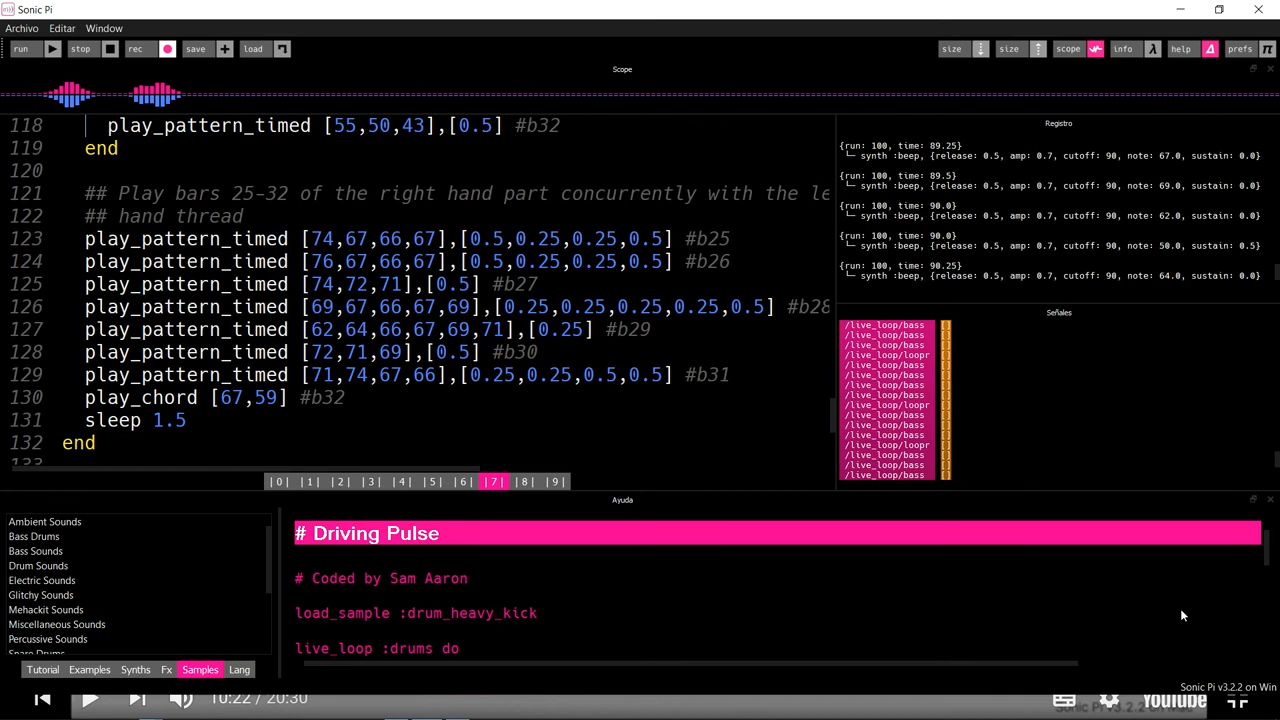 Sonic Pi
Archivo Editar Window
run stop rec save load size size scope info help prefs
Scope
118 play_pattern_timed [55,50,43],[0.5] #b32
119 end
120
121 ## Play bars 25-32 of the right hand part concurrently with the le
122 ## hand thread
123 play_pattern_timed [74,67,66,67],[0.5,0.25,0.25,0.5] #b25
124 play_pattern_timed [76,67,66,67],[0.5,0.25,0.25,0.5] #b26
125 play_pattern_timed [74,72,71],[0.5] #b27
126 play_pattern_timed [69,67,66,67,69],[0.25,0.25,0.25,0.25,0.5] #b28
127 play_pattern_timed [62,64,66,67,69,71],[0.25] #b29
128 play_pattern_timed [72,71,69],[0.5] #b30
129 play_pattern_timed [71,74,67,66],[0.25,0.25,0.5,0.5] #b31
130 play_chord [67,59] #b32
131 sleep 1.5
132 end
133
|0| |1| |2| |3| |4| |5| |6| |7| |8| |9|
Registro
{run: 100, time: 89.25}
└─ synth :beep, {release: 0.5, amp: 0.7, cutoff: 90, note: 67.0, sustain: 0.0}
{run: 100, time: 89.5}
└─ synth :beep, {release: 0.5, amp: 0.7, cutoff: 90, note: 69.0, sustain: 0.0}
{run: 100, time: 90.0}
└─ synth :beep, {release: 0.5, amp: 0.7, cutoff: 90, note: 62.0, sustain: 0.0}
{run: 100, time: 90.0}
└─ synth :beep, {release: 0.5, amp: 0.7, cutoff: 90, note: 50.0, sustain: 0.5}
{run: 100, time: 90.25}
└─ synth :beep, {release: 0.5, amp: 0.7, cutoff: 90, note: 64.0, sustain: 0.0}
Señales
/live_loop/bass []
/live_loop/bass []
/live_loop/bass []
/live_loop/loopr []
/live_loop/bass []
/live_loop/bass []
/live_loop/bass []
/live_loop/bass []
/live_loop/loopr []
/live_loop/bass []
/live_loop/bass []
/live_loop/bass []
/live_loop/loopr []
/live_loop/bass []
/live_loop/bass []
/live_loop/bass []
Ayuda
Ambient Sounds
Bass Drums
Bass Sounds
Drum Sounds
Electric Sounds
Glitchy Sounds
Mehackit Sounds
Miscellaneous Sounds
Percussive Sounds
Snare Drums
Tutorial Examples Synths Fx Samples Lang
# Driving Pulse
# Coded by Sam Aaron
load_sample :drum_heavy_kick
live_loop :drums do
Sonic Pi v3.2.2 on Win
10:22 / 20:30
YouTube
Sonic Pi v3.2.2 on Win